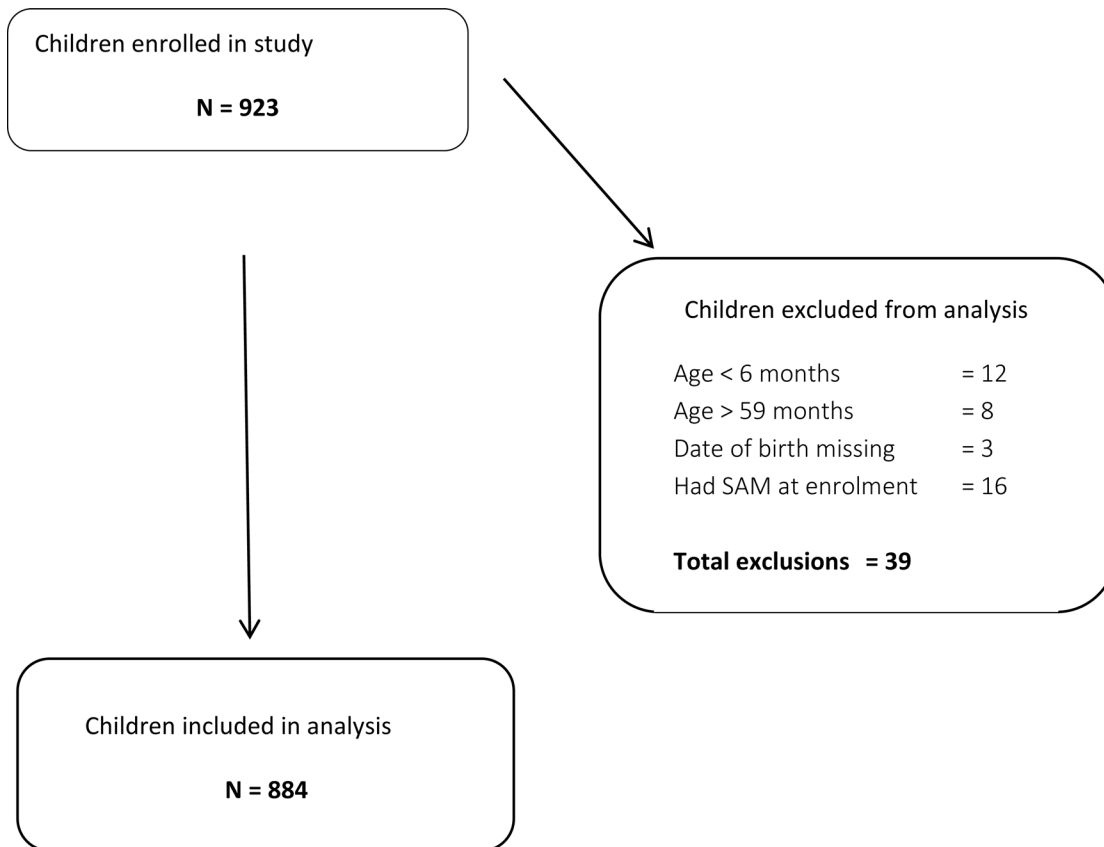 Children enrolled in study
N = 923
Children excluded from analysis
Age < 6 months = 12
Age > 59 months = 8
Date of birth missing = 3
Had SAM at enrolment = 16
Total exclusions = 39
Children included in analysis
N = 884